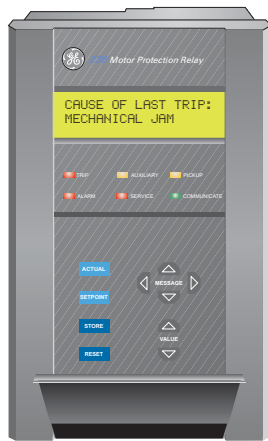 Motor Protection Relay
CAUSE OF LAST TRIP:
MECHANICAL JAM
TRIP AUXILIARY PICKUP
ALARM SERVICE COMMUNICATE
ACTUAL
SETPOINT
MESSAGE
STORE
RESET
VALUE